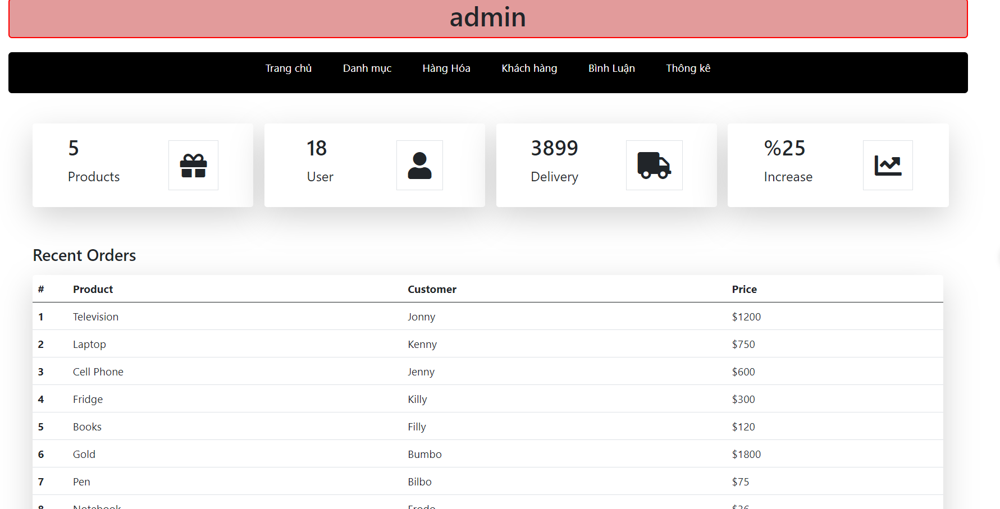 admin
Trang chủ Danh mục Hàng Hóa Khách hàng Bình Luận Thông kê
5 18 3899 %25
Products User Delivery Increase
Recent Orders
# Product Customer Price
1 Television Jonny $1200
2 Laptop Kenny $750
3 Cell Phone Jenny $600
4 Fridge Killy $300
5 Books Filly $120
6 Gold Bumbo $1800
7 Pen Bilbo $75
8 Notebook Frodo $36